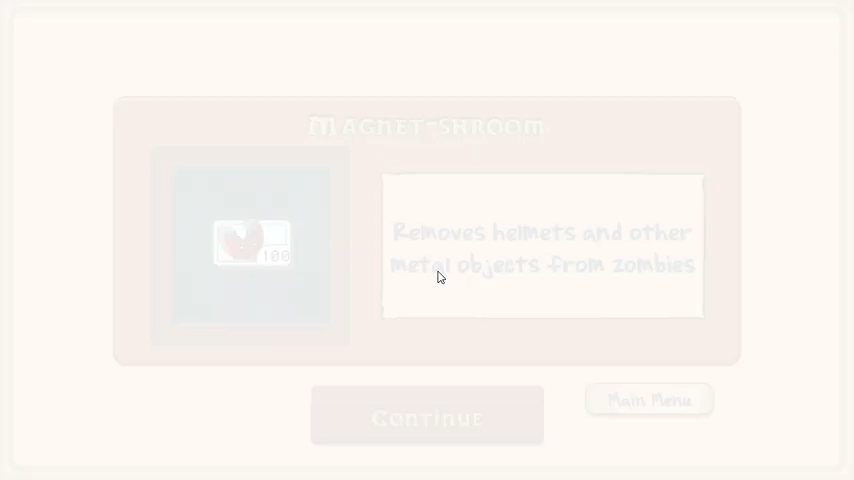 Magnet-shroom
100
Removes helmets and other
metal objects from zombies
Continue
Main Menu